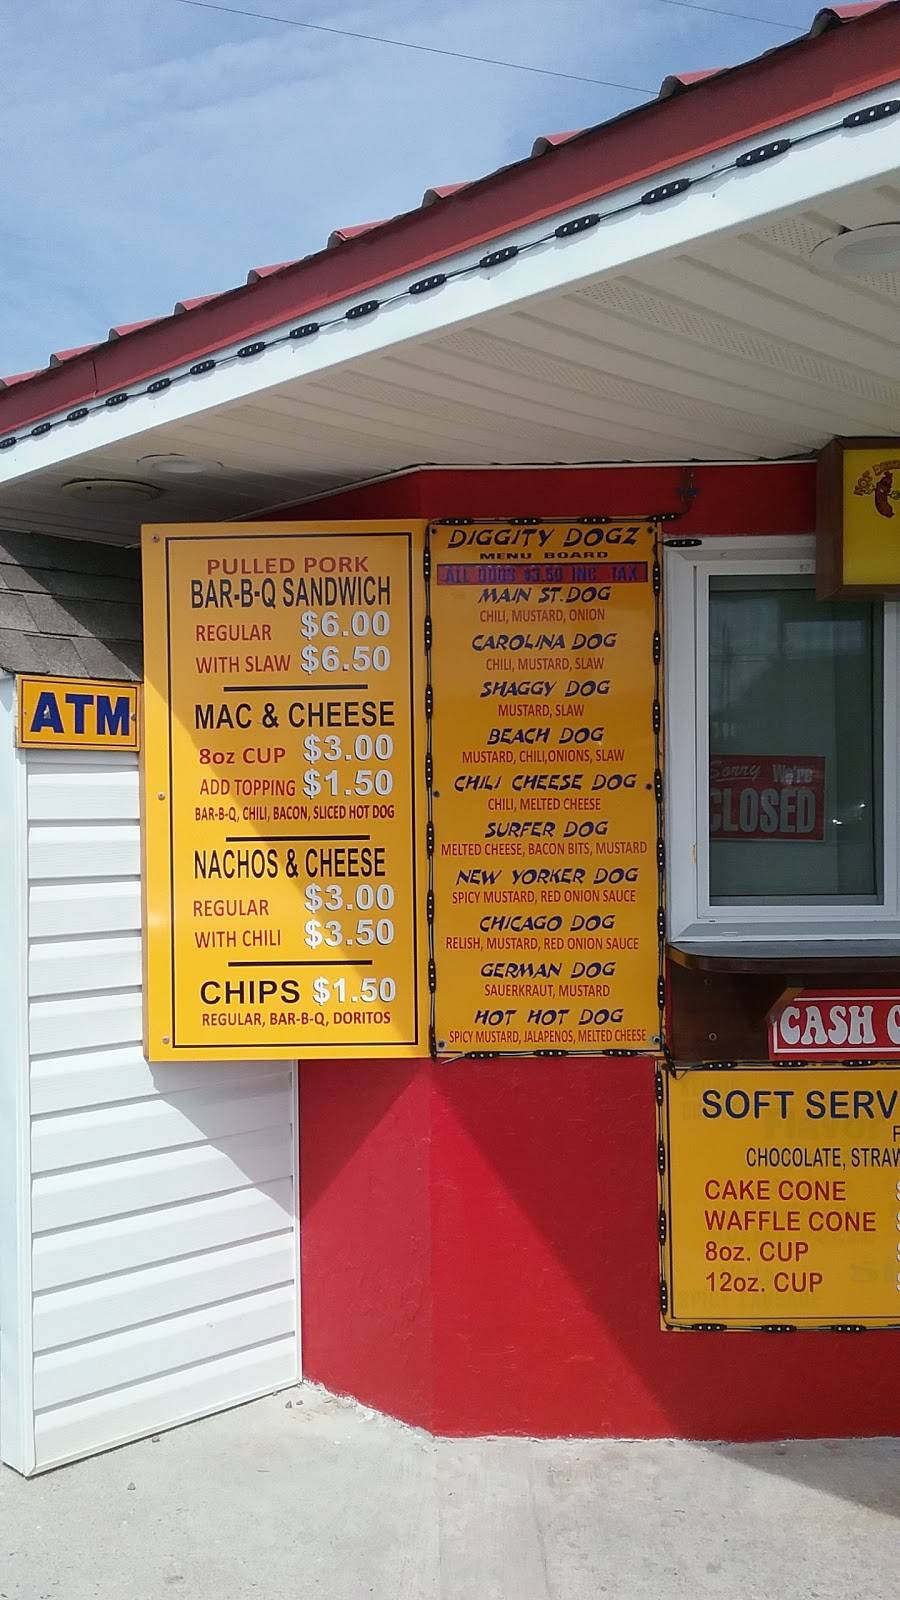 PULLED PORK
BAR-B-Q SANDWICH
REGULAR $6.00
WITH SLAW $6.50
MAC & CHEESE
8oz CUP $3.00
ADD TOPPING $1.50
BAR-B-Q, CHILI, BACON, SLICED HOT DOG
NACHOS & CHEESE
REGULAR $3.00
WITH CHILI $3.50
CHIPS $1.50
REGULAR, BAR-B-Q, DORITOS
ATM
DIGGITY DOGZ
MENU BOARD
ALL DOGS $3.50 INC. TAX
MAIN ST. DOG
CHILI, MUSTARD, ONION
CAROLINA DOG
CHILI, MUSTARD, SLAW
SHAGGY DOG
MUSTARD, SLAW
BEACH DOG
MUSTARD, CHILI,ONIONS, SLAW
CHILI CHEESE DOG
CHILI, MELTED CHEESE
SURFER DOG
MELTED CHEESE, BACON BITS, MUSTARD
NEW YORKER DOG
SPICY MUSTARD, RED ONION SAUCE
CHICAGO DOG
RELISH, MUSTARD, RED ONION SAUCE
GERMAN DOG
SAUERKRAUT, MUSTARD
HOT HOT DOG
SPICY MUSTARD, JALAPENOS, MELTED CHEESE
HOT
Sorry We're
CLOSED
CASH
SOFT SERV
CHOCOLATE, STRAW
CAKE CONE
WAFFLE CONE
8oz. CUP
12oz. CUP